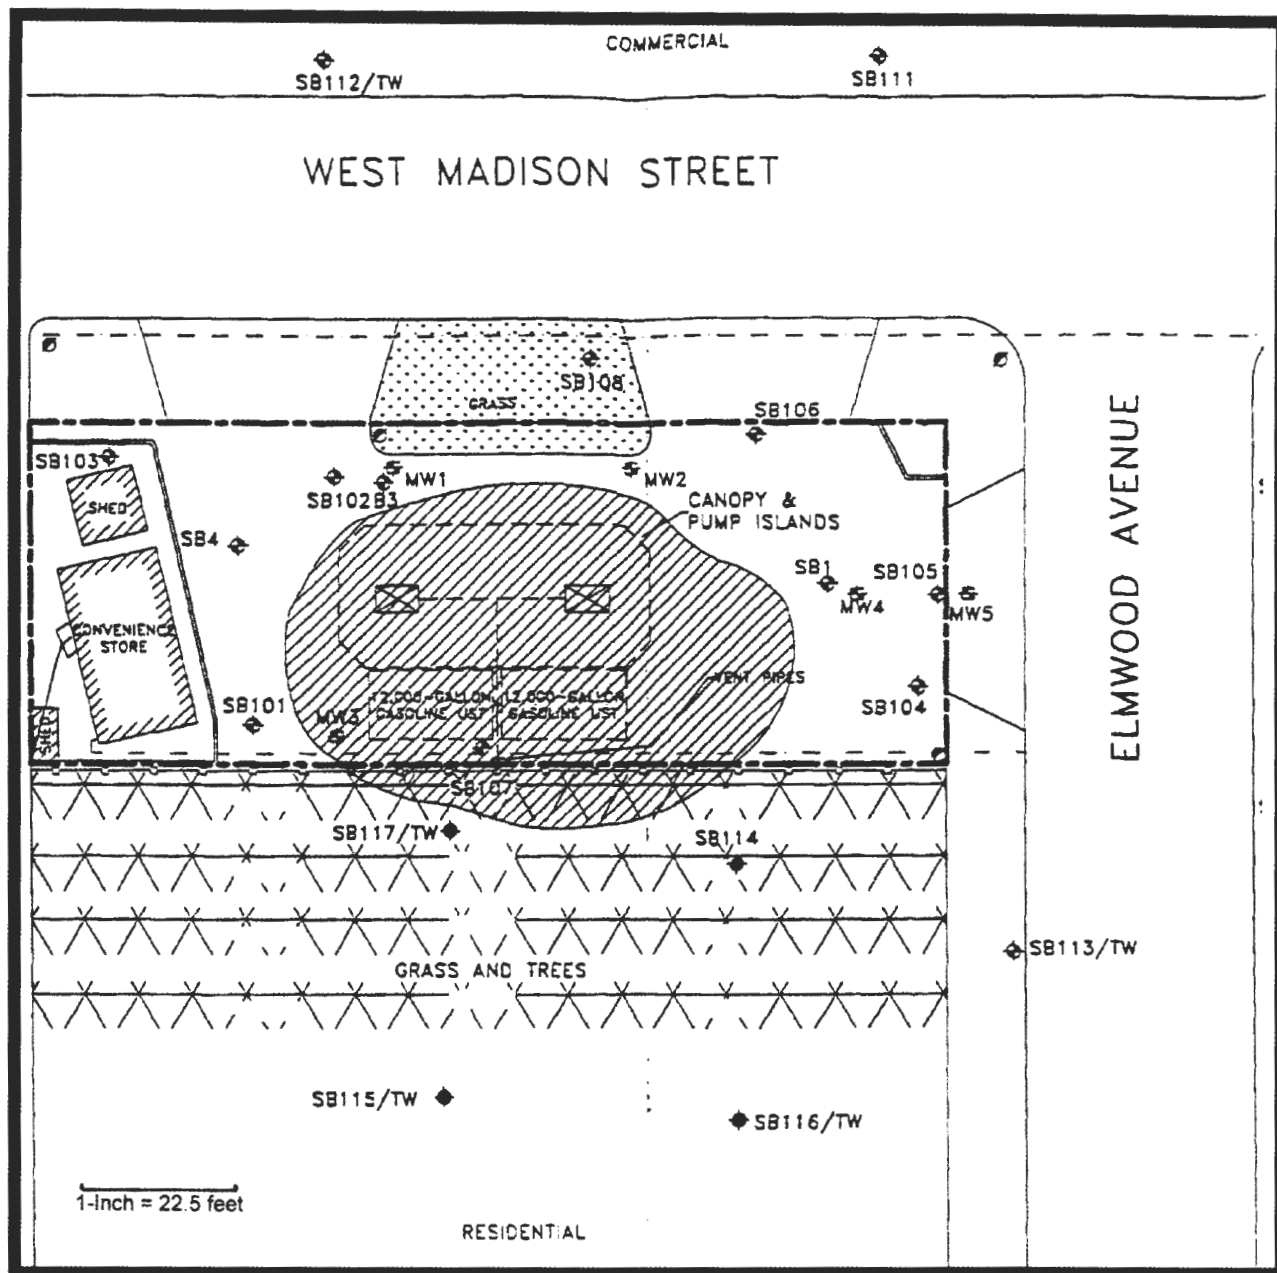 COMMERCIAL
SB112/TW
SB111
WEST MADISON STREET
SB108
GRASS
SB106
SB103
MW1
MW2
SB102
B3
SHED
CANOPY &
PUMP ISLANDS
SB4
SB1
SB105
MW4
MW5
ELMWOOD AVENUE
CONVENIENCE
STORE
VENT PIPES
12,000-GALLON
GASOLINE UST
12,000-GALLON
GASOLINE UST
SB104
SB101
MW3
SHED
SB107
SB117/TW
SB114
SB113/TW
GRASS AND TREES
SB115/TW
SB116/TW
1-Inch = 22.5 feet
RESIDENTIAL